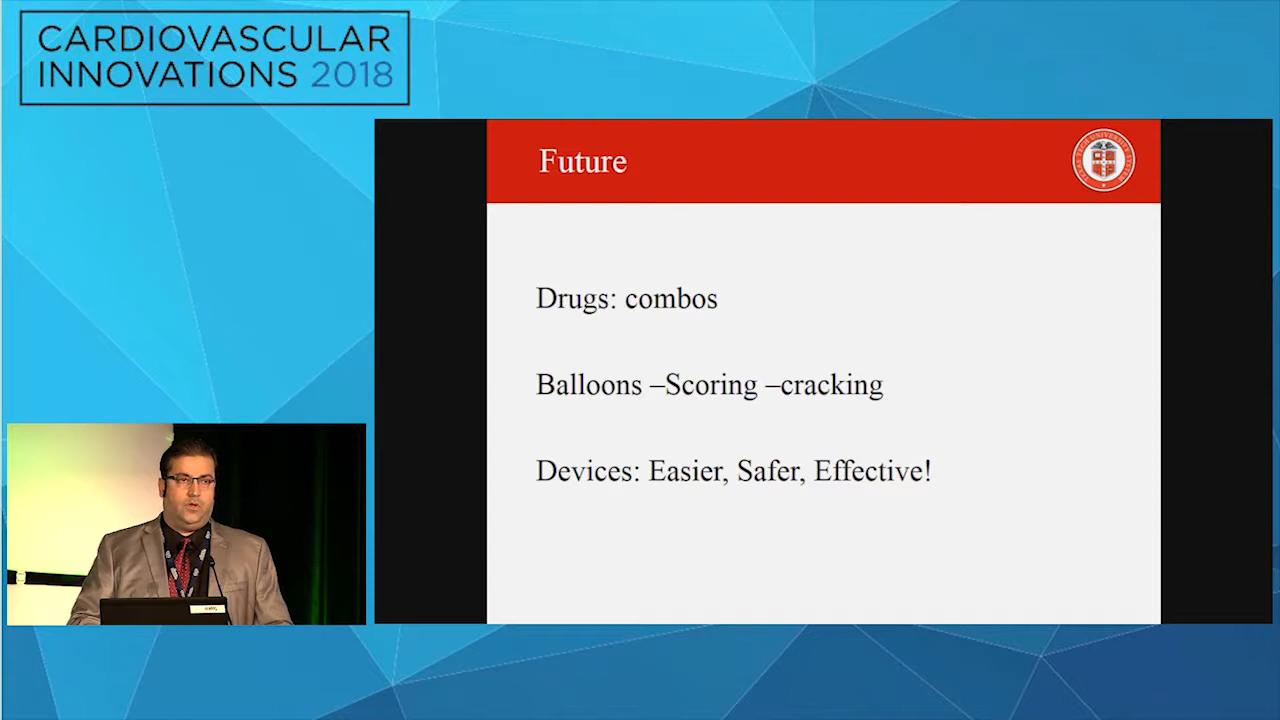 CARDIOVASCULAR
INNOVATIONS 2018
Future
Drugs: combos
Balloons –Scoring –cracking
Devices: Easier, Safer, Effective!